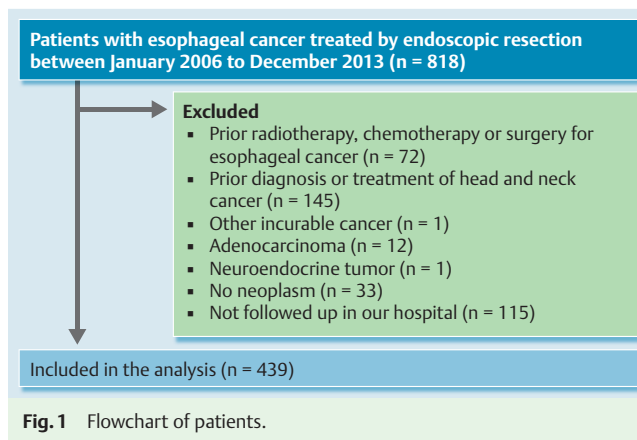 Patients with esophageal cancer treated by endoscopic resection
between January 2006 to December 2013 (n = 818)
Excluded
▪ Prior radiotherapy, chemotherapy or surgery for
esophageal cancer (n = 72)
▪ Prior diagnosis or treatment of head and neck
cancer (n = 145)
▪ Other incurable cancer (n = 1)
▪ Adenocarcinoma (n = 12)
▪ Neuroendocrine tumor (n = 1)
▪ No neoplasm (n = 33)
▪ Not followed up in our hospital (n = 115)
Included in the analysis (n = 439)
Fig. 1 Flowchart of patients.